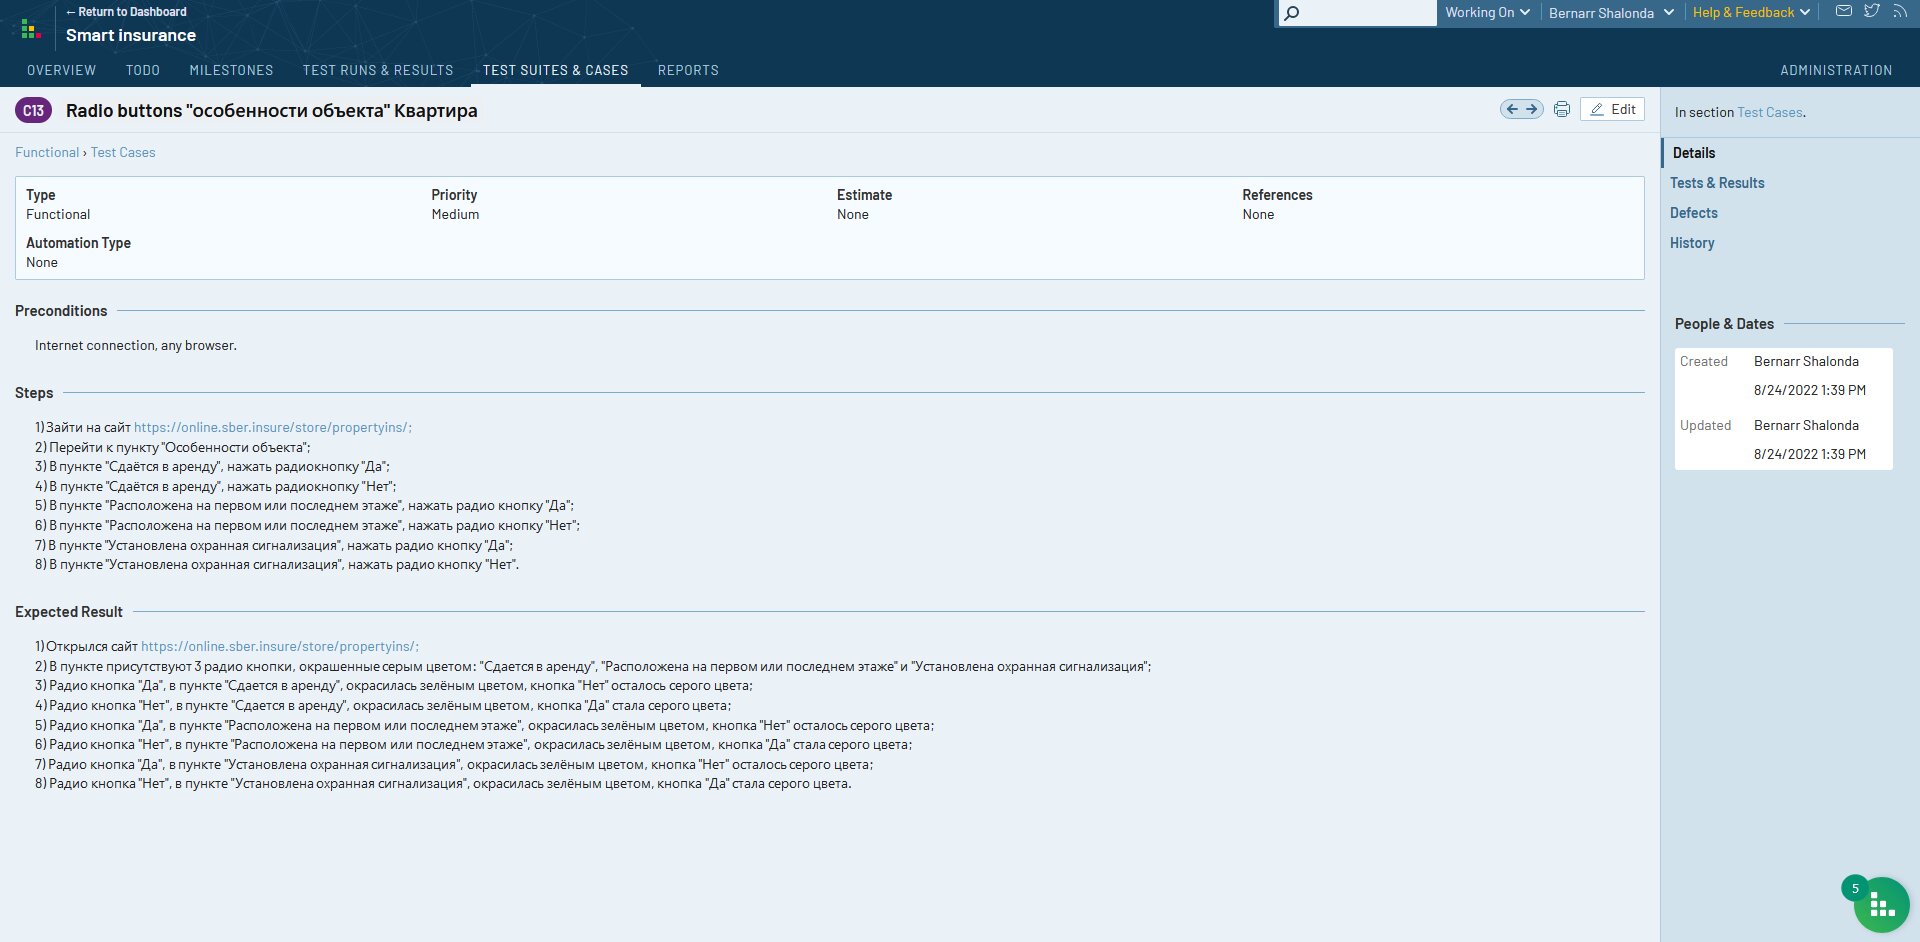 ← Return to Dashboard
Smart insurance
Working On
Bernarr Shalonda
Help & Feedback
OVERVIEW
TODO
MILESTONES
TEST RUNS & RESULTS
TEST SUITES & CASES
REPORTS
ADMINISTRATION
C13
Radio buttons "особенности объекта" Квартира
Edit
Functional › Test Cases
Type
Functional
Priority
Medium
Estimate
None
References
None
Automation Type
None
Preconditions
Internet connection, any browser.
Steps
1) Зайти на сайт https://online.sber.insure/store/propertyins/;
2) Перейти к пункту "Особенности объекта";
3) В пункте "Сдаётся в аренду", нажать радиокнопку "Да";
4) В пункте "Сдаётся в аренду", нажать радиокнопку "Нет";
5) В пункте "Расположена на первом или последнем этаже", нажать радио кнопку "Да";
6) В пункте "Расположена на первом или последнем этаже", нажать радио кнопку "Нет";
7) В пункте "Установлена охранная сигнализация", нажать радио кнопку "Да";
8) В пункте "Установлена охранная сигнализация", нажать радио кнопку "Нет".
Expected Result
1) Открылся сайт https://online.sber.insure/store/propertyins/;
2) В пункте присутствуют 3 радио кнопки, окрашенные серым цветом: "Сдается в аренду", "Расположена на первом или последнем этаже" и "Установлена охранная сигнализация";
3) Радио кнопка "Да", в пункте "Сдается в аренду", окрасилась зелёным цветом, кнопка "Нет" осталось серого цвета;
4) Радио кнопка "Нет", в пункте "Сдается в аренду", окрасилась зелёным цветом, кнопка "Да" стала серого цвета;
5) Радио кнопка "Да", в пункте "Расположена на первом или последнем этаже", окрасилась зелёным цветом, кнопка "Нет" осталось серого цвета;
6) Радио кнопка "Нет", в пункте "Расположена на первом или последнем этаже", окрасилась зелёным цветом, кнопка "Да" стала серого цвета;
7) Радио кнопка "Да", в пункте "Установлена охранная сигнализация", окрасилась зелёным цветом, кнопка "Нет" осталось серого цвета;
8) Радио кнопка "Нет", в пункте "Установлена охранная сигнализация", окрасилась зелёным цветом, кнопка "Да" стала серого цвета.
In section Test Cases.
Details
Tests & Results
Defects
History
People & Dates
Created Bernarr Shalonda
8/24/2022 1:39 PM
Updated Bernarr Shalonda
8/24/2022 1:39 PM
5